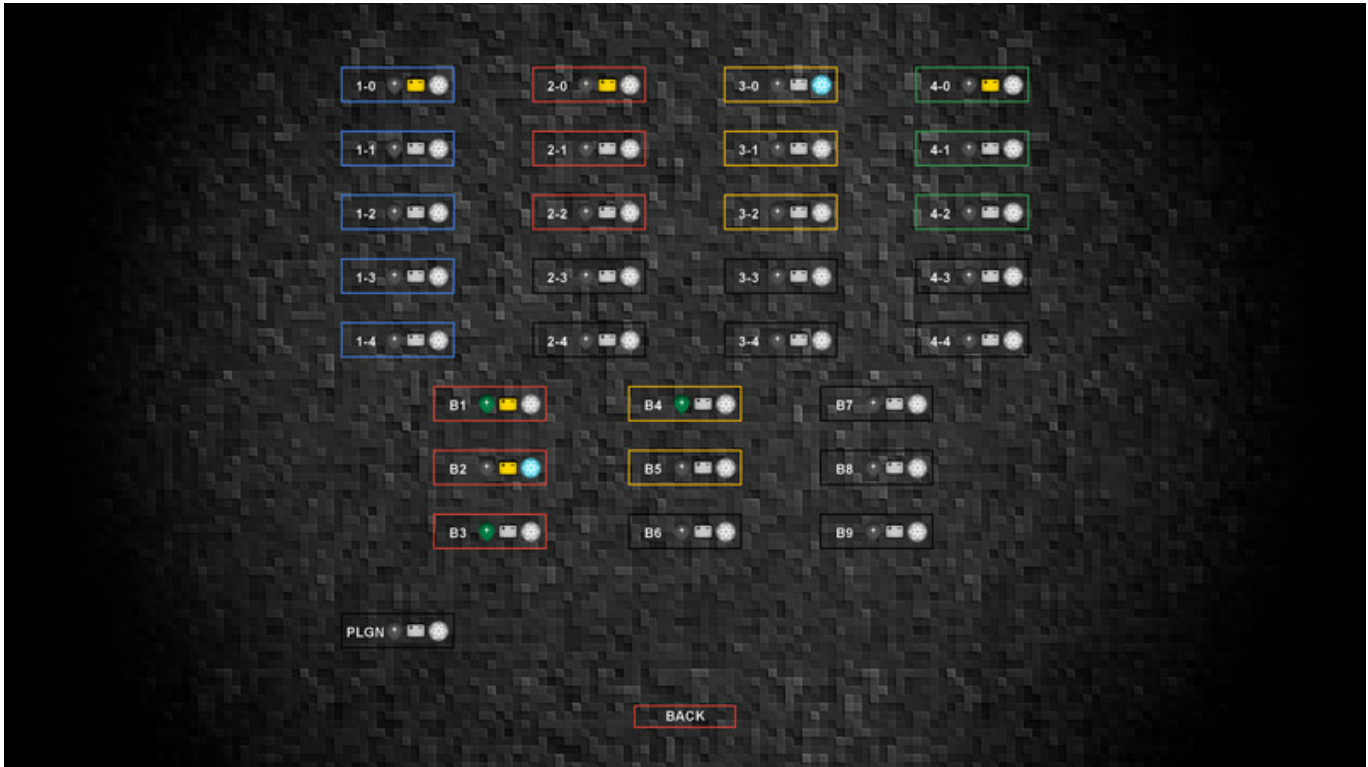 1-0 2-0 3-0 4-0
1-1 2-1 3-1 4-1
1-2 2-2 3-2 4-2
1-3 2-3 3-3 4-3
1-4 2-4 3-4 4-4
B1 B4 B7
B2 B5 B8
B3 B6 B9
PLGN
BACK